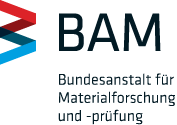 BAM
Bundesanstalt für
Materialforschung
und -prüfung